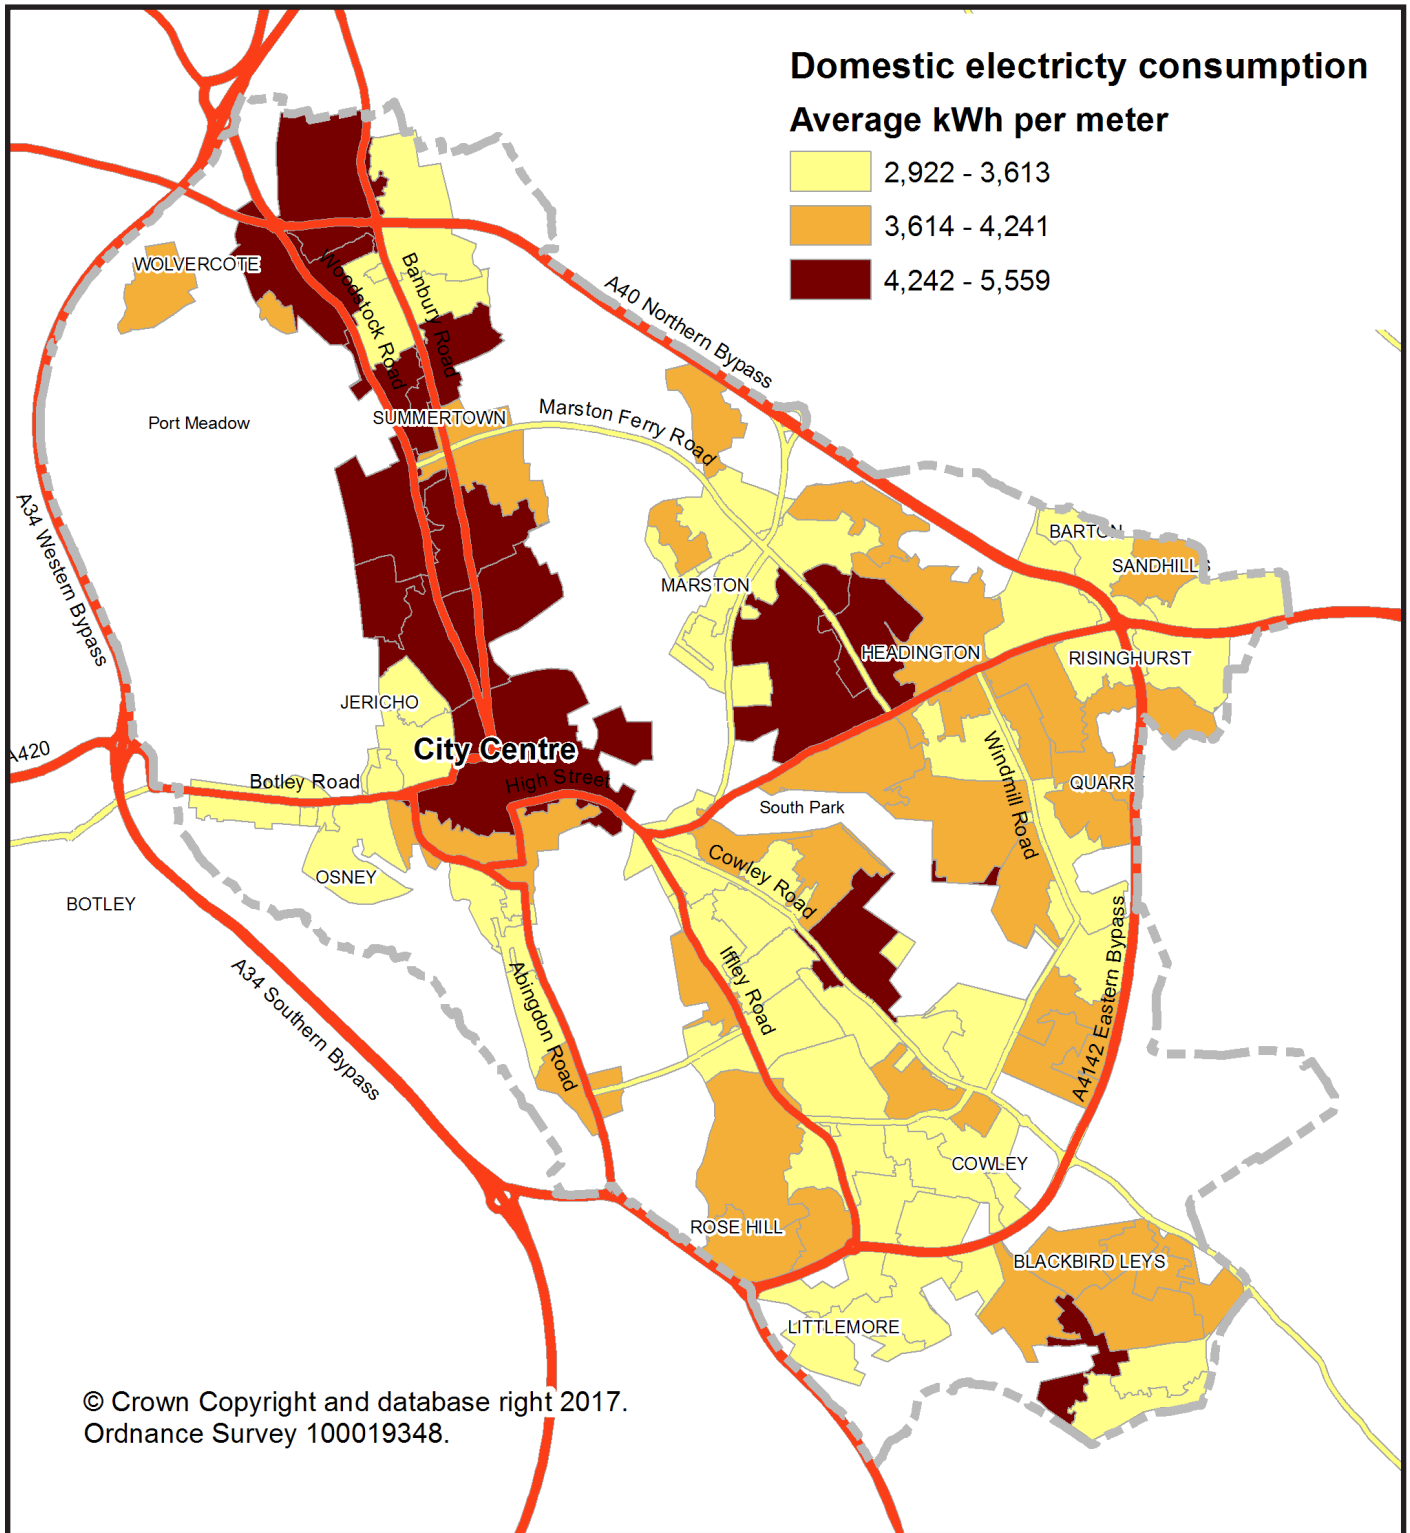 Domestic electricty consumption
Average kWh per meter
2,922 - 3,613
3,614 - 4,241
4,242 - 5,559
WOLVERCOTE
Woodstock Road
Banbury Road
A40 Northern Bypass
Port Meadow
SUMMERTOWN
Marston Ferry Road
A34 Western Bypass
BARTON
SANDHILLS
MARSTON
HEADINGTON
RISINGHURST
JERICHO
City Centre
A420
Botley Road
High Street
South Park
Windmill Road
QUARR
OSNEY
Cowley Road
BOTLEY
A34 Southern Bypass
Abingdon Road
Iffley Road
A4142 Eastern Bypass
COWLEY
ROSE HILL
BLACKBIRD LEYS
LITTLEMORE
© Crown Copyright and database right 2017.
Ordnance Survey 100019348.